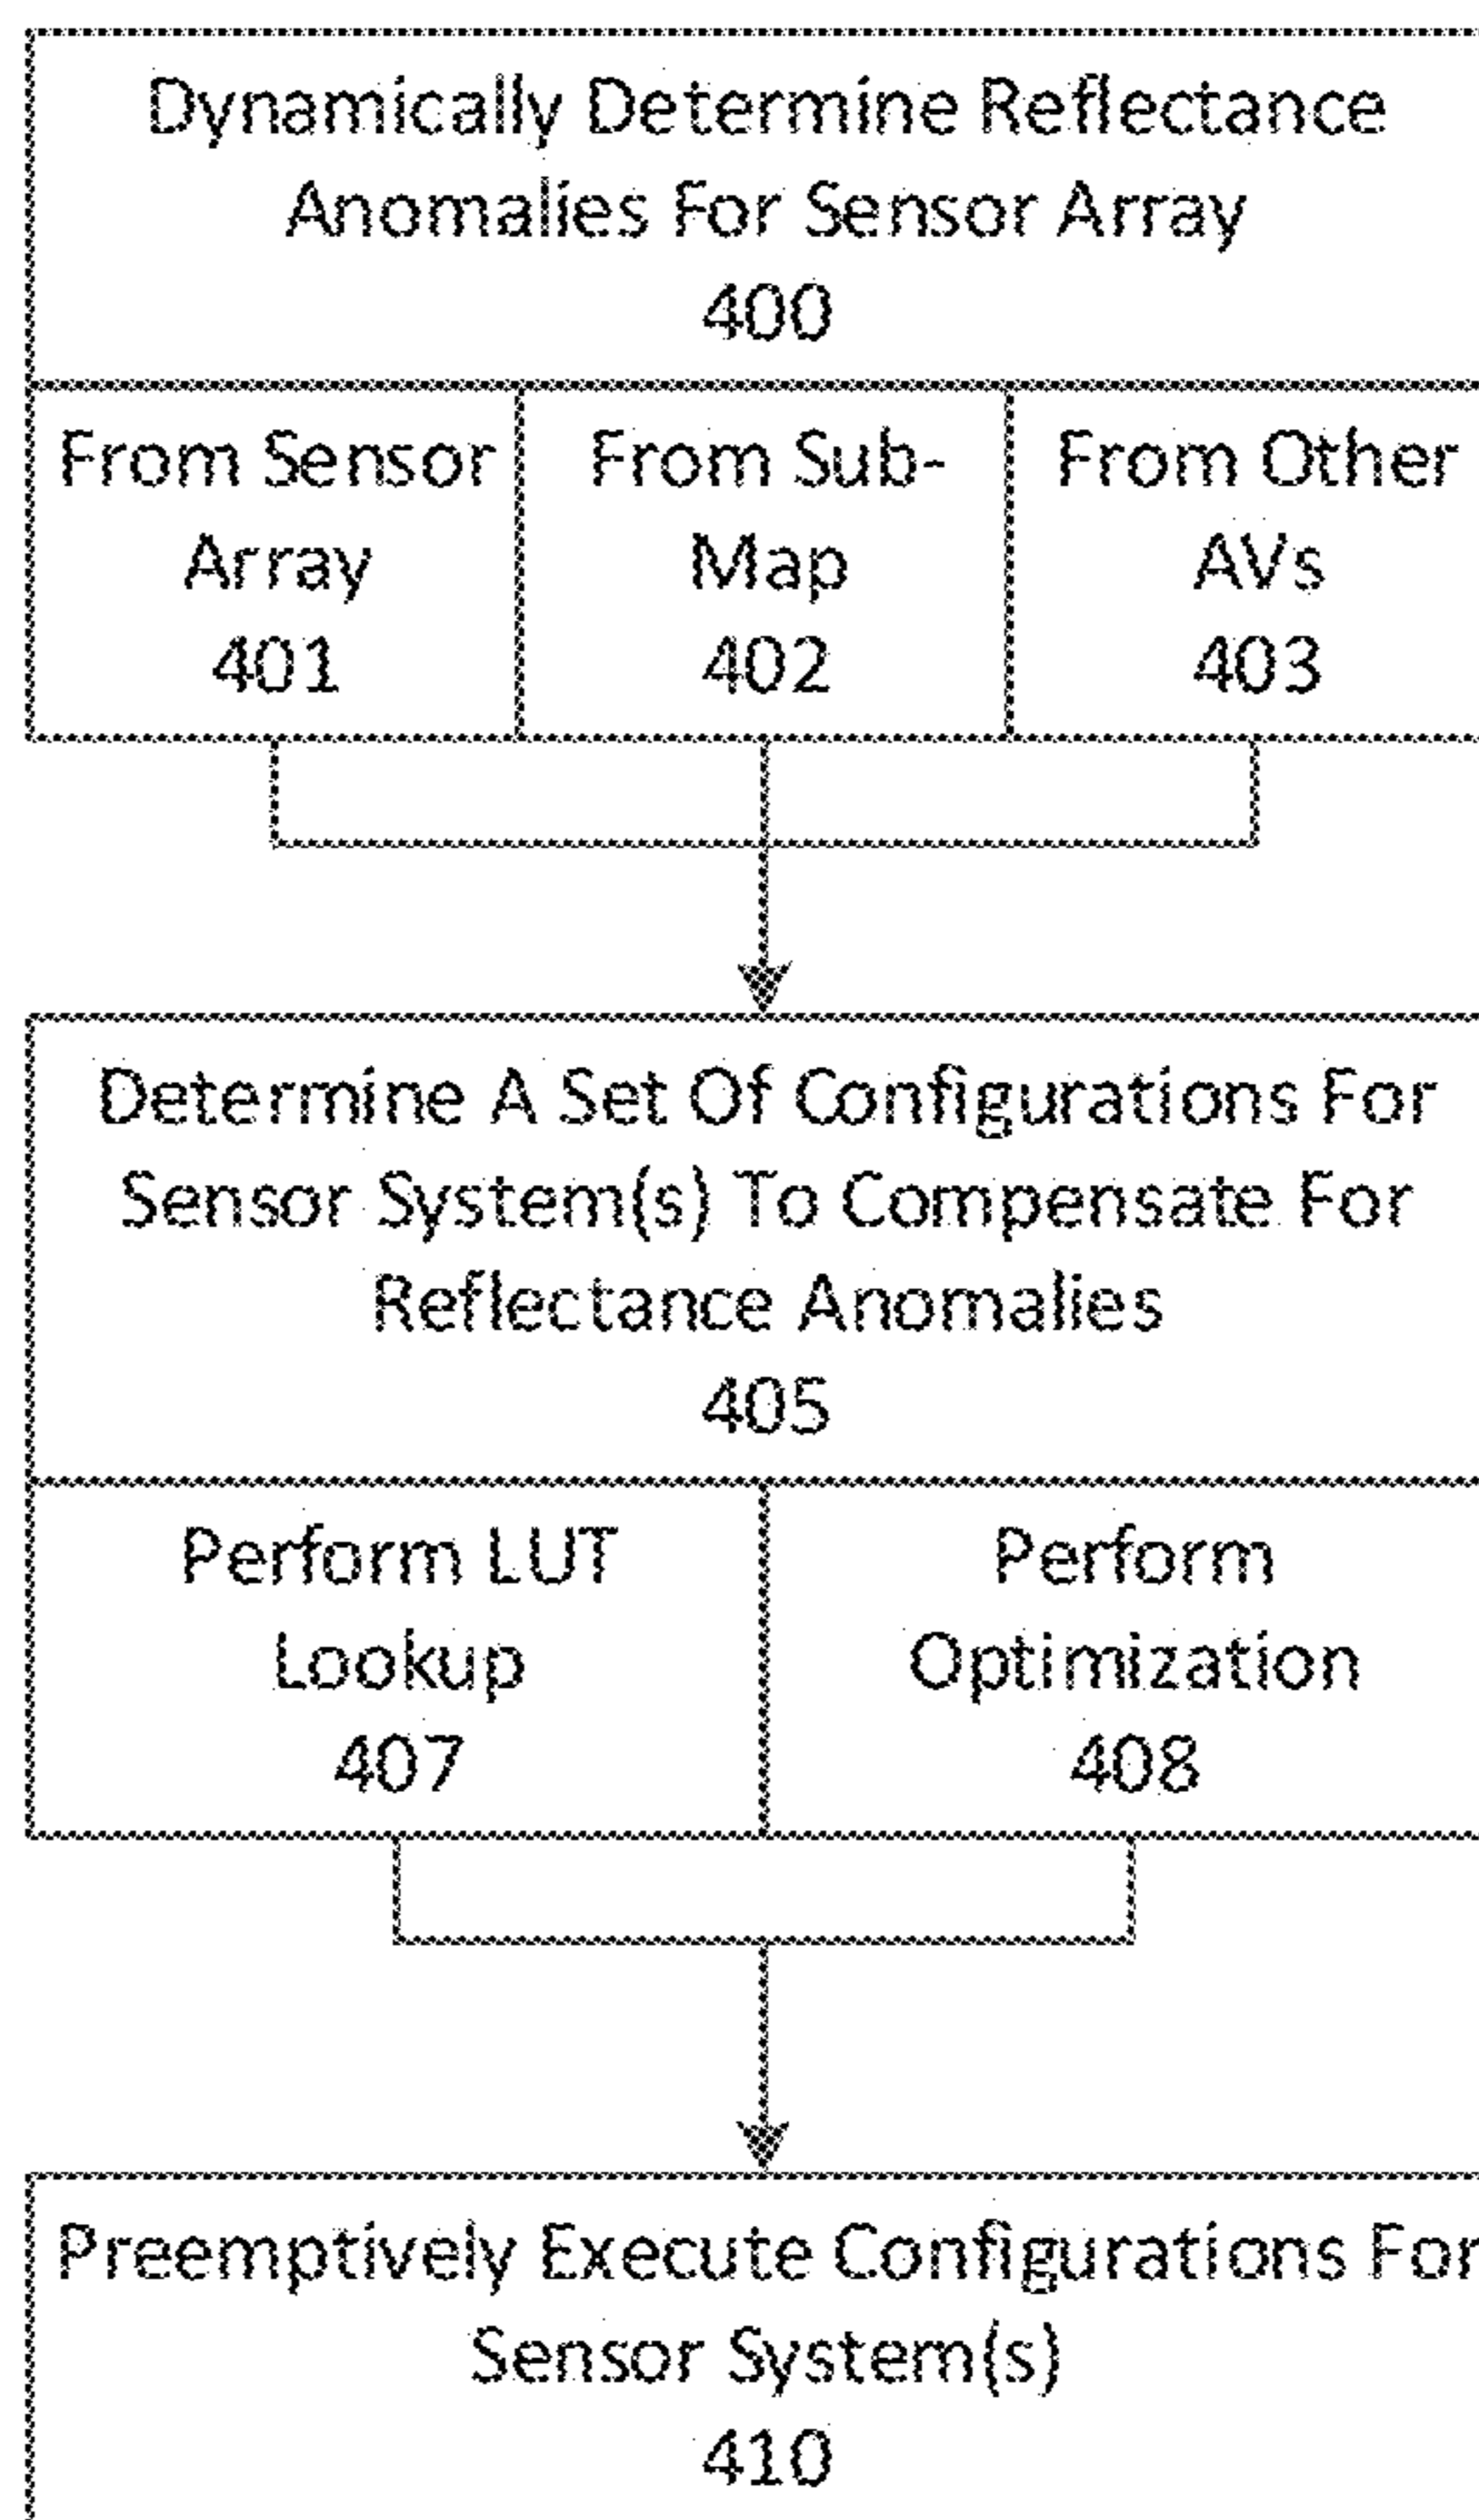 Dynamically Determine Reflectance
Anomalies For Sensor Array
400
From Sensor
Array
401
From Sub-
Map
402
From Other
AVs
403
Determine A Set Of Configurations For
Sensor System(s) To Compensate For
Reflectance Anomalies
405
Perform LUT
Lookup
407
Perform
Optimization
408
Preemptively Execute Configurations For
Sensor System(s)
410